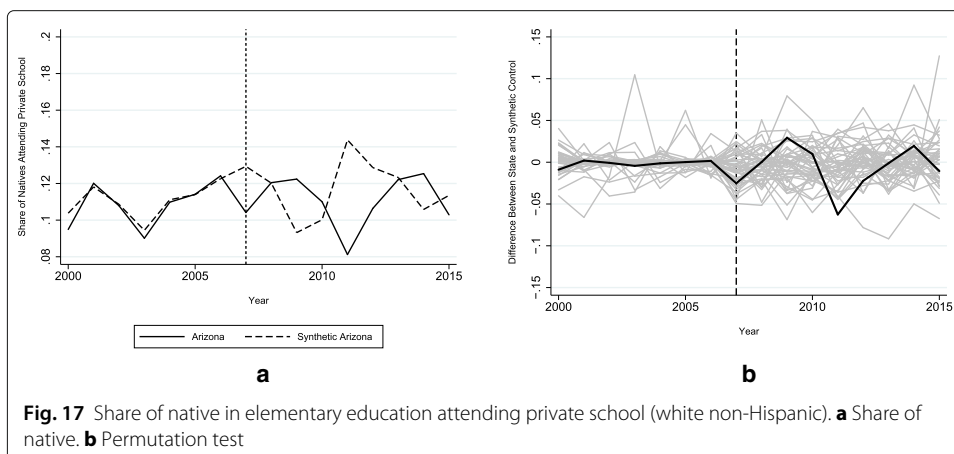 Share of Natives Attending Private School
.2
.18
.16
.14
.12
.1
.08
2000
2005
2010
2015
Year
Arizona
Synthetic Arizona
a
Difference Between State and Synthetic Control
.15
.1
.05
0
-.05
-.1
-.15
2000
2005
2010
2015
Year
b
Fig. 17 Share of native in elementary education attending private school (white non-Hispanic). a Share of
native. b Permutation test